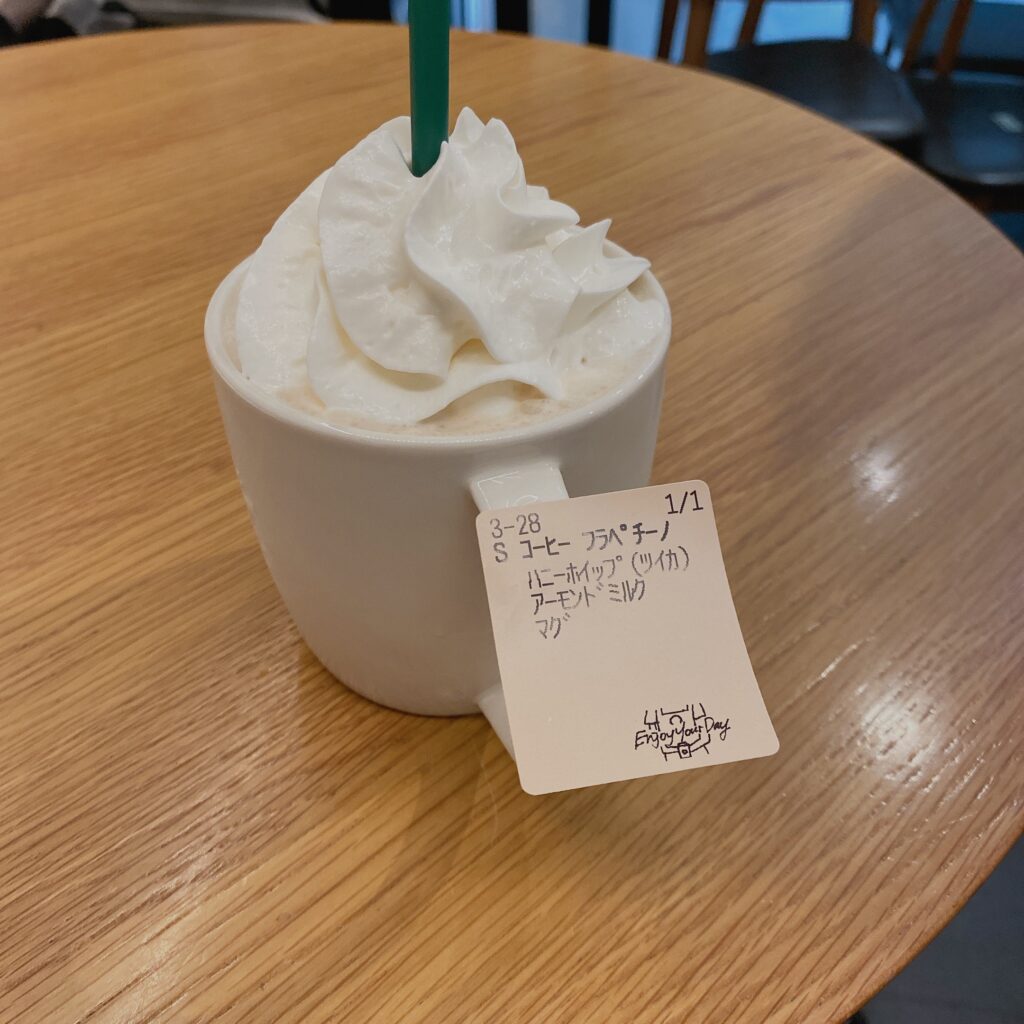 3-28 1/1
S コーヒー フラペチーノ
ハニーホイップ(ツイカ)
アーモンドミルク
マグ
Enjoy Your Day